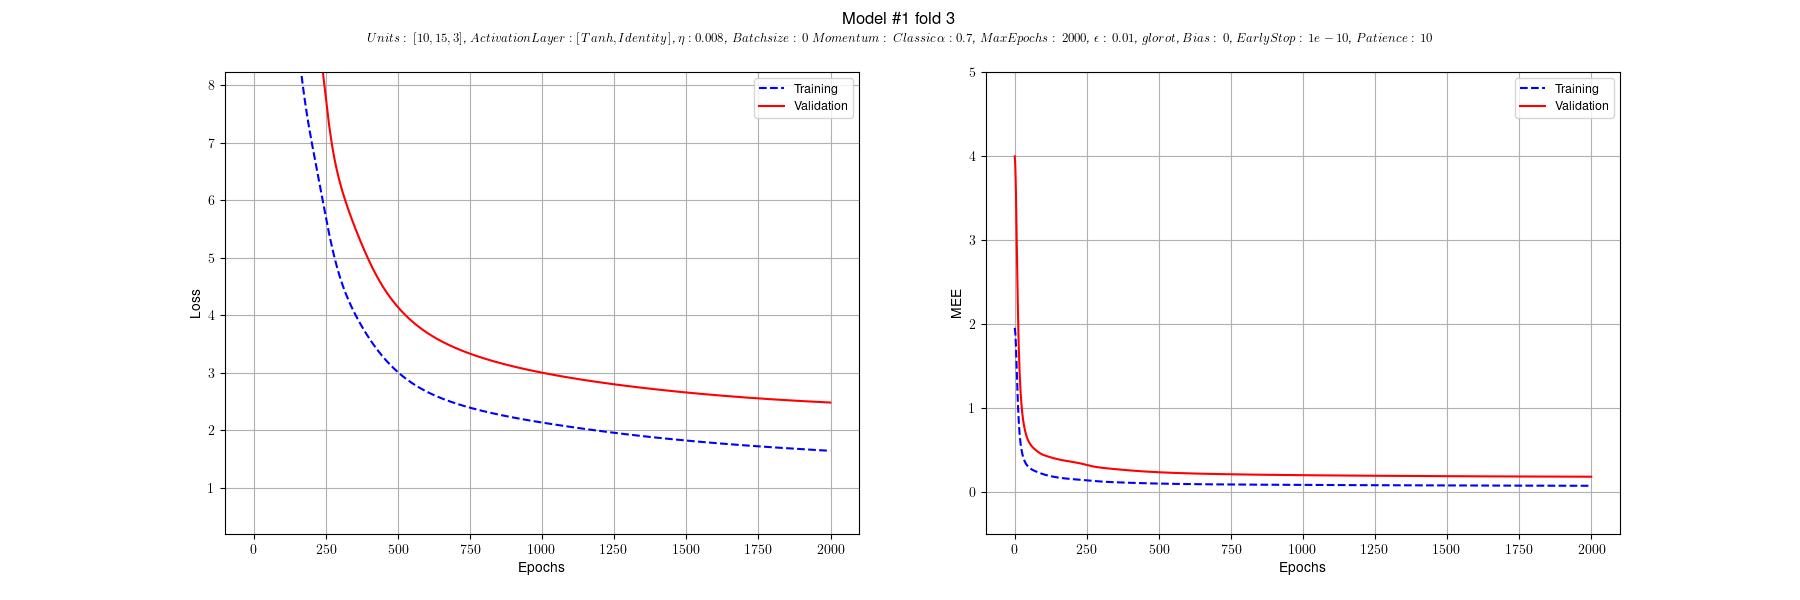 Model #1 fold 3
Units : [10, 15, 3], ActivationLayer : [Tanh, Identity], η : 0.008, Batchsize : 0 Momentum : Classicα : 0.7, MaxEpochs : 2000, ϵ : 0.01, glorot, Bias : 0, EarlyStop : 1e − 10, Patience : 10
Training
Validation
8
7
6
5
4
3
2
1
Loss
0 250 500 750 1000 1250 1500 1750 2000
Epochs
Training
Validation
5
4
3
2
1
0
MEE
0 250 500 750 1000 1250 1500 1750 2000
Epochs